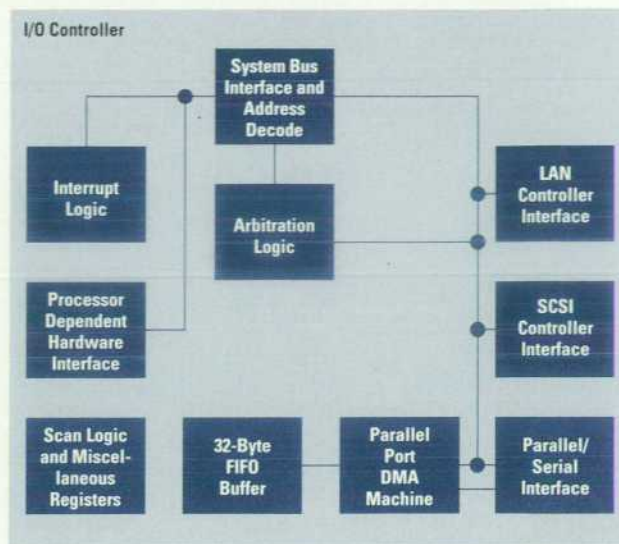 I/O Controller
System Bus
Interface and
Address
Decode
Interrupt
Logic
Arbitration
Logic
LAN
Controller
Interface
Processor
Dependent
Hardware
Interface
SCSI
Controller
Interface
Scan Logic
and Miscel-
laneous
Registers
32-Byte
FIFO
Buffer
Parallel
Port
DMA
Machine
Parallel/
Serial
Interface